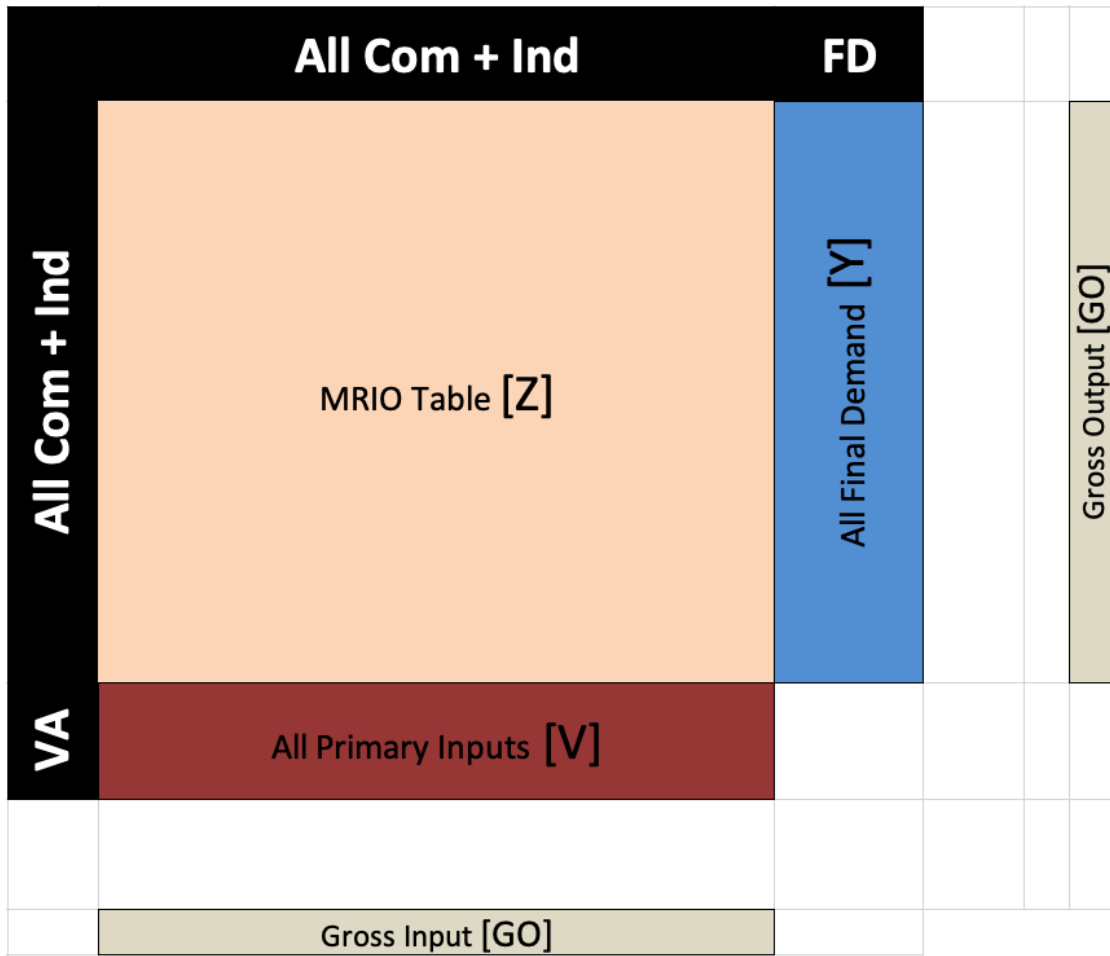 All Com + Ind
FD
All Com + Ind
MRIO Table [Z]
All Final Demand [Y]
Gross Output [GO]
VA
All Primary Inputs [V]
Gross Input [GO]